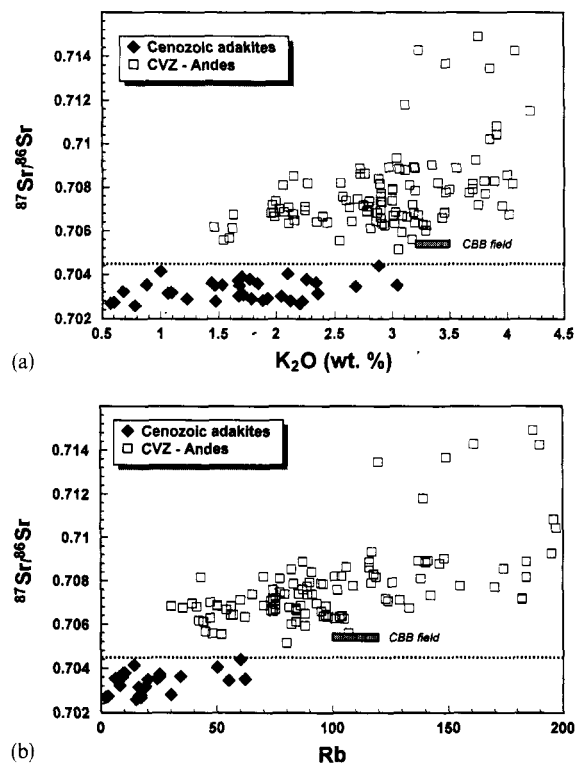 ◆ Cenozoic adakites
□ CVZ - Andes
0.714
0.712
0.71
0.708
0.706
0.704
0.702
87Sr/86Sr
CBB field
0.5 1 1.5 2 2.5 3 3.5 4 4.5
(a)
K2O (wt. %)
◆ Cenozoic adakites
□ CVZ - Andes
0.714
0.712
0.71
0.708
0.706
0.704
0.702
87Sr/86Sr
CBB field
0 50 100 150 200
(b)
Rb